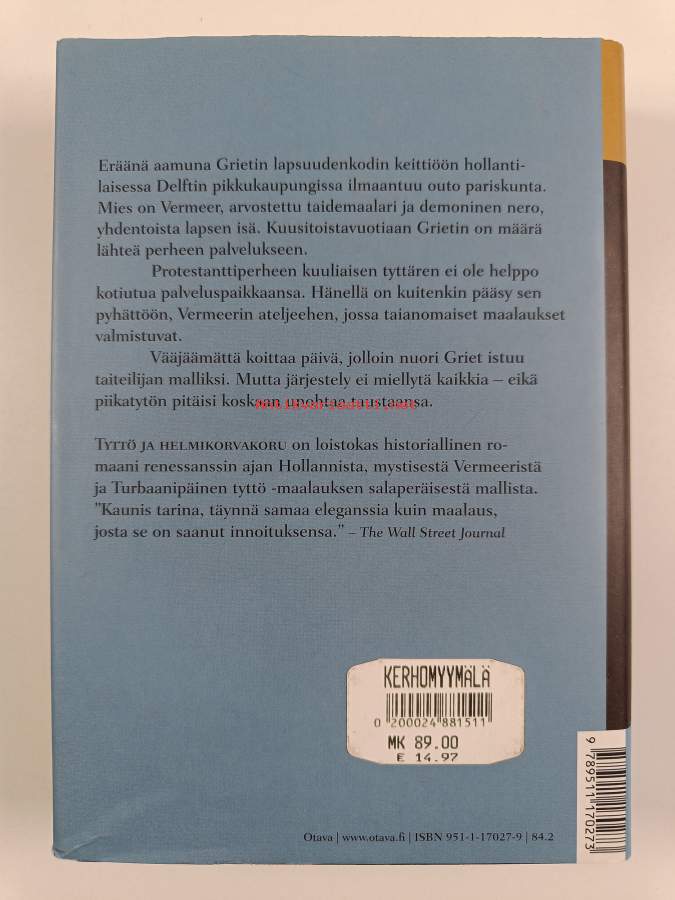 Eräänä aamuna Grietin lapsuudenkodin keittiöön hollanti-
laisessa Delftin pikkukaupungissa ilmaantuu outo pariskunta.
Mies on Vermeer, arvostettu taidemaalari ja demoninen nero,
yhdentoista lapsen isä. Kuusitoistavuotiaan Grietin on määrä
lähteä perheen palvelukseen.
Protestanttiperheen kuuliaisen tyttären ei ole helppo
kotiutua palveluspaikkaansa. Hänellä on kuitenkin pääsy sen
pyhättöön, Vermeerin ateljeehen, jossa taianomaiset maalaukset
valmistuvat.
Vääjäämättä koittaa päivä, jolloin nuori Griet istuu
taiteilijan malliksi. Mutta järjestely ei miellytä kaikkia – eikä
piikatytön pitäisi koskaan unohtaa taustaansa.
Antikvariaatti.net
TYTTÖ JA HELMIKORVAKORU on loistokas historiallinen ro-
maani renessanssin ajan Hollannista, mystisestä Vermeeristä
ja Turbaanipäinen tyttö -maalauksen salaperäisestä mallista.
”Kaunis tarina, täynnä samaa eleganssia kuin maalaus,
josta se on saanut innoituksensa.” – The Wall Street Journal
KERHOMYYMÄLÄ
0 200024 881511
MK 89.00
€ 14.97
9 789511 170273
Otava | www.otava.fi | ISBN 951-1-17027-9 | 84.2